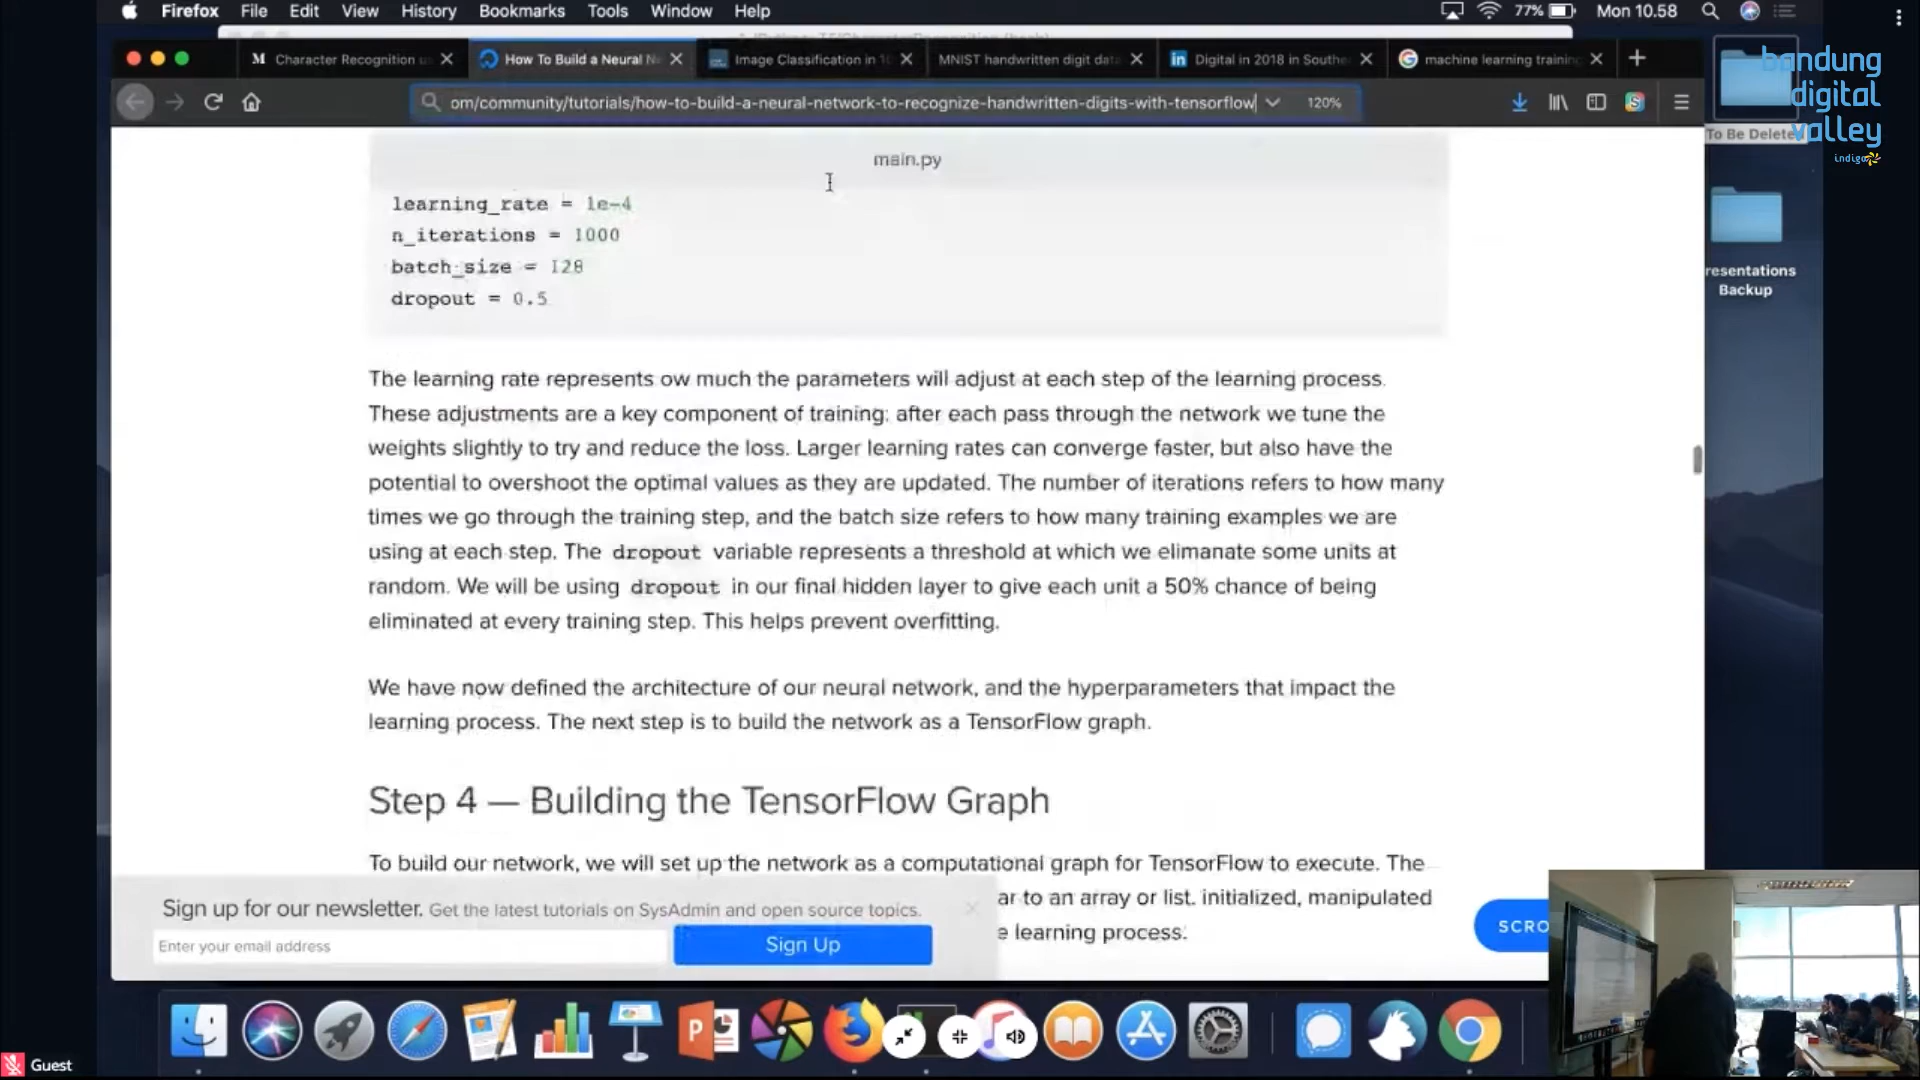 Firefox File Edit View History Bookmarks Tools Window Help 77% Mon 10.58
Character Recognition u
How To Build a Neural N
Image Classification in 10
MNIST handwritten digit dat
Digital in 2018 in Southe
machine learning training
om/community/tutorials/how-to-build-a-neural-network-to-recognize-handwritten-digits-with-tensorflow 120%
bandung
digital
valley
indigo
To Be Delete
resentations
Backup
main.py
learning_rate = 1e-4
n_iterations = 1000
batch_size = 128
dropout = 0.5
The learning rate represents ow much the parameters will adjust at each step of the learning process.
These adjustments are a key component of training: after each pass through the network we tune the
weights slightly to try and reduce the loss. Larger learning rates can converge faster, but also have the
potential to overshoot the optimal values as they are updated. The number of iterations refers to how many
times we go through the training step, and the batch size refers to how many training examples we are
using at each step. The dropout variable represents a threshold at which we elimanate some units at
random. We will be using dropout in our final hidden layer to give each unit a 50% chance of being
eliminated at every training step. This helps prevent overfitting.
We have now defined the architecture of our neural network, and the hyperparameters that impact the
learning process. The next step is to build the network as a TensorFlow graph.
Step 4 — Building the TensorFlow Graph
To build our network, we will set up the network as a computational graph for TensorFlow to execute. The
ar to an array or list. initialized, manipulated
e learning process.
Sign up for our newsletter. Get the latest tutorials on SysAdmin and open source topics.
Enter your email address
Sign Up
SCRO
Guest